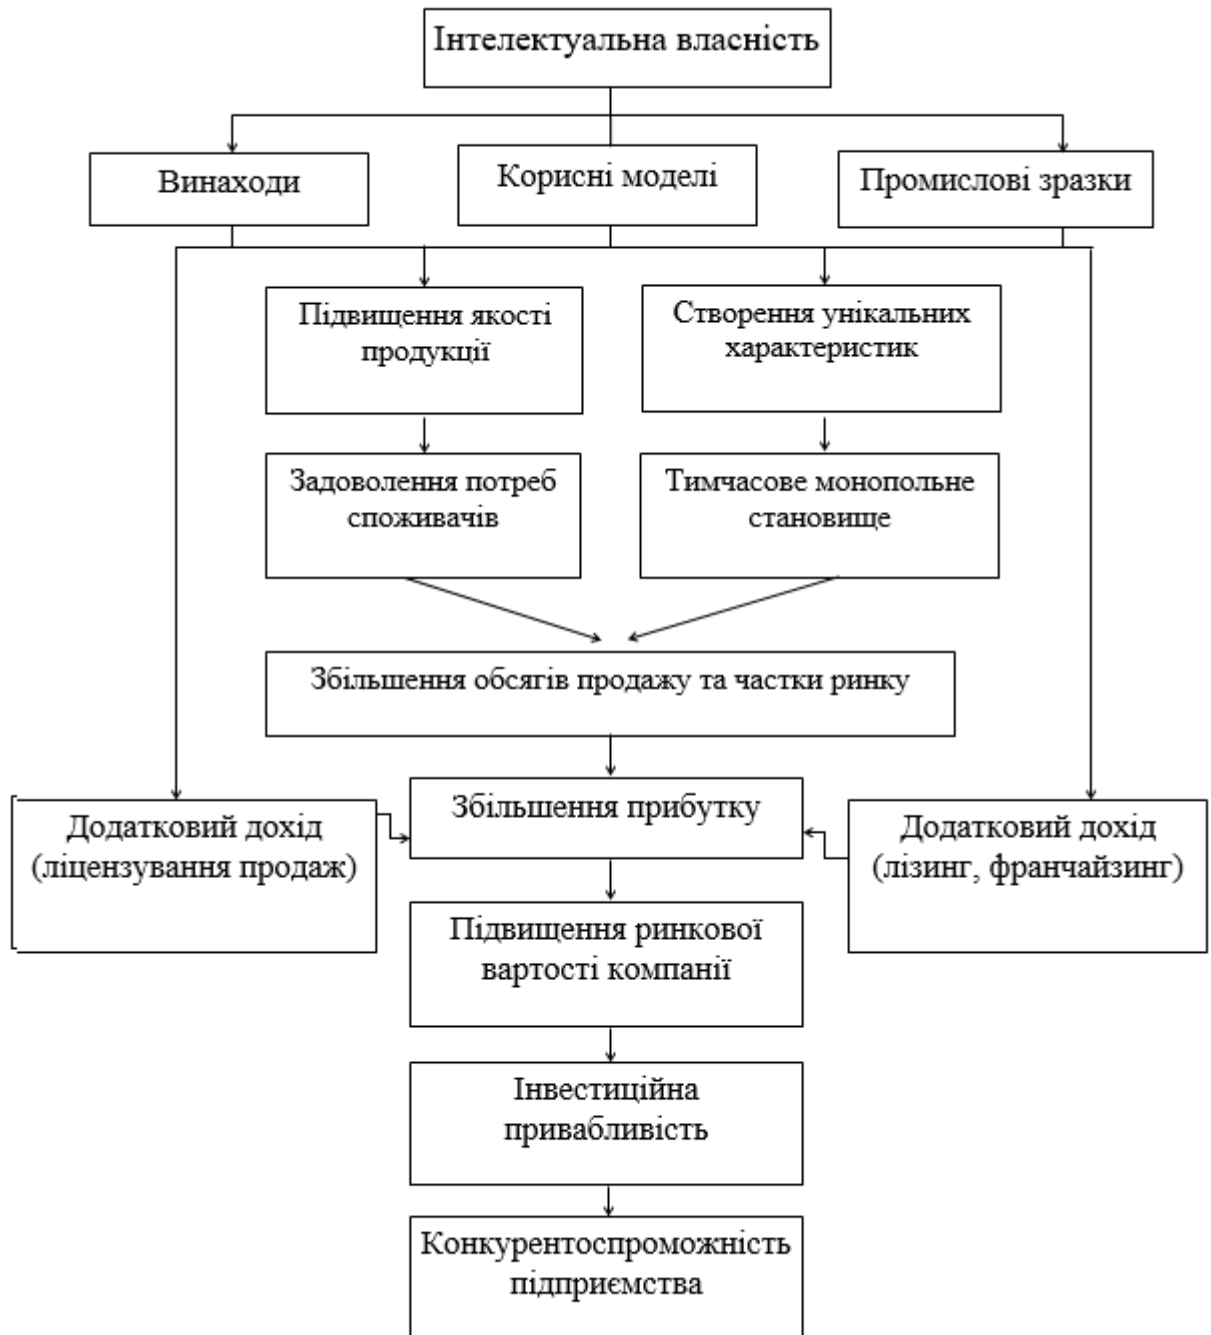 Інтелектуальна власність
Винаходи
Корисні моделі
Промислові зразки
Підвищення якості
продукції
Створення унікальних
характеристик
Задоволення потреб
споживачів
Тимчасове монопольне
становище
Збільшення обсягів продажу та частки ринку
Збільшення прибутку
Додатковий дохід
(ліцензування продаж)
Додатковий дохід
(лізинг, франчайзинг)
Підвищення ринкової
вартості компанії
Інвестиційна
привабливість
Конкурентоспроможність
підприємства